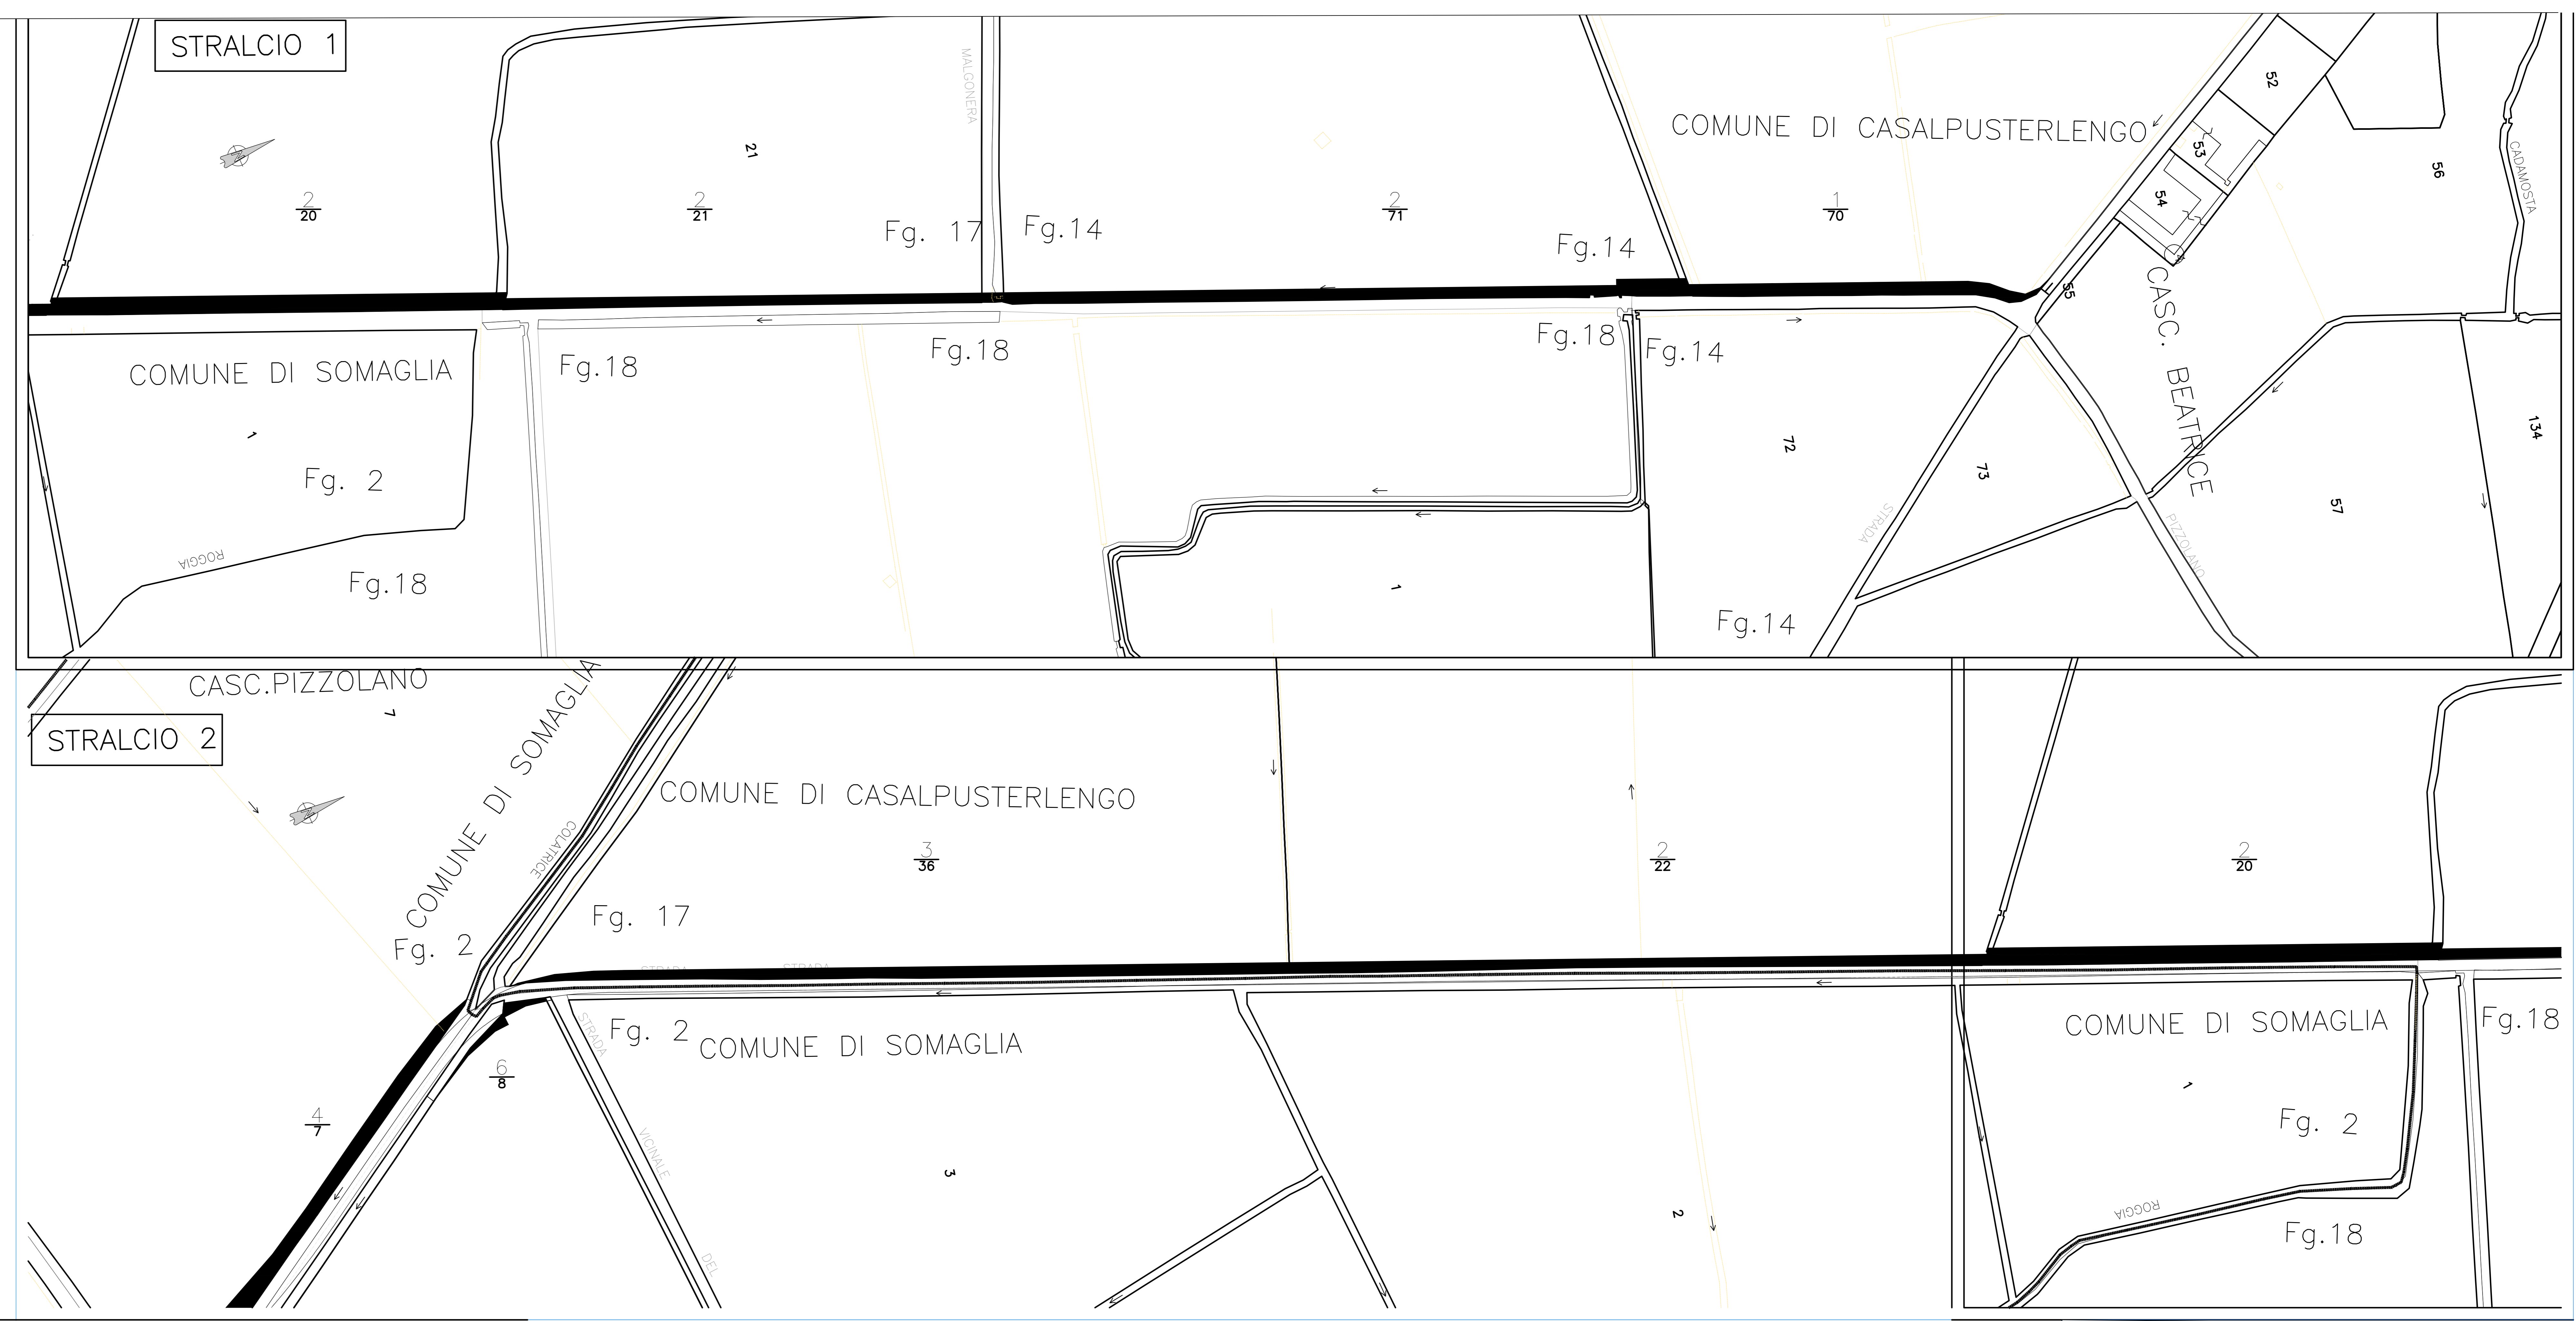 STRALCIO 1
MALGONERA
52
COMUNE DI CASALPUSTERLENGO
53
21
56
CADAMOSTA
54
2
20
2
21
2
71
1
70
Fg. 17
Fg.14
Fg.14
55
CASC. BEATRICE
Fg.18
Fg.18
Fg.14
Fg.18
COMUNE DI SOMAGLIA
1
72
134
73
Fg. 2
57
STRADA
PIZZOLANO
ROGGIA
Fg.18
1
Fg.14
CASC.PIZZOLANO
7
STRALCIO 2
COMUNE DI SOMAGLIA
COMUNE DI CASALPUSTERLENGO
COLATRICE
3
36
2
22
2
20
Fg. 17
Fg. 2
STRADA
STRADA
STRADA
Fg. 2
COMUNE DI SOMAGLIA
COMUNE DI SOMAGLIA
Fg.18
6
8
1
4
7
Fg. 2
VICINALE
3
2
ROGGIA
Fg.18
DEL